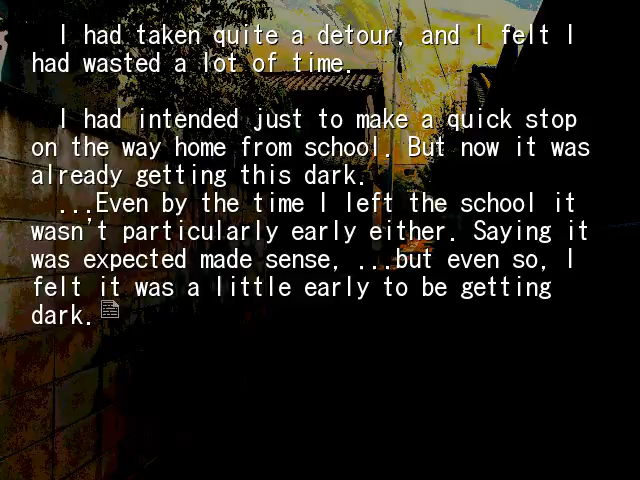 I had taken quite a detour, and I felt I
had wasted a lot of time.
I had intended just to make a quick stop
on the way home from school. But now it was
already getting this dark.
...Even by the time I left the school it
wasn't particularly early either. Saying it
was expected made sense, ...but even so, I
felt it was a little early to be getting
dark.